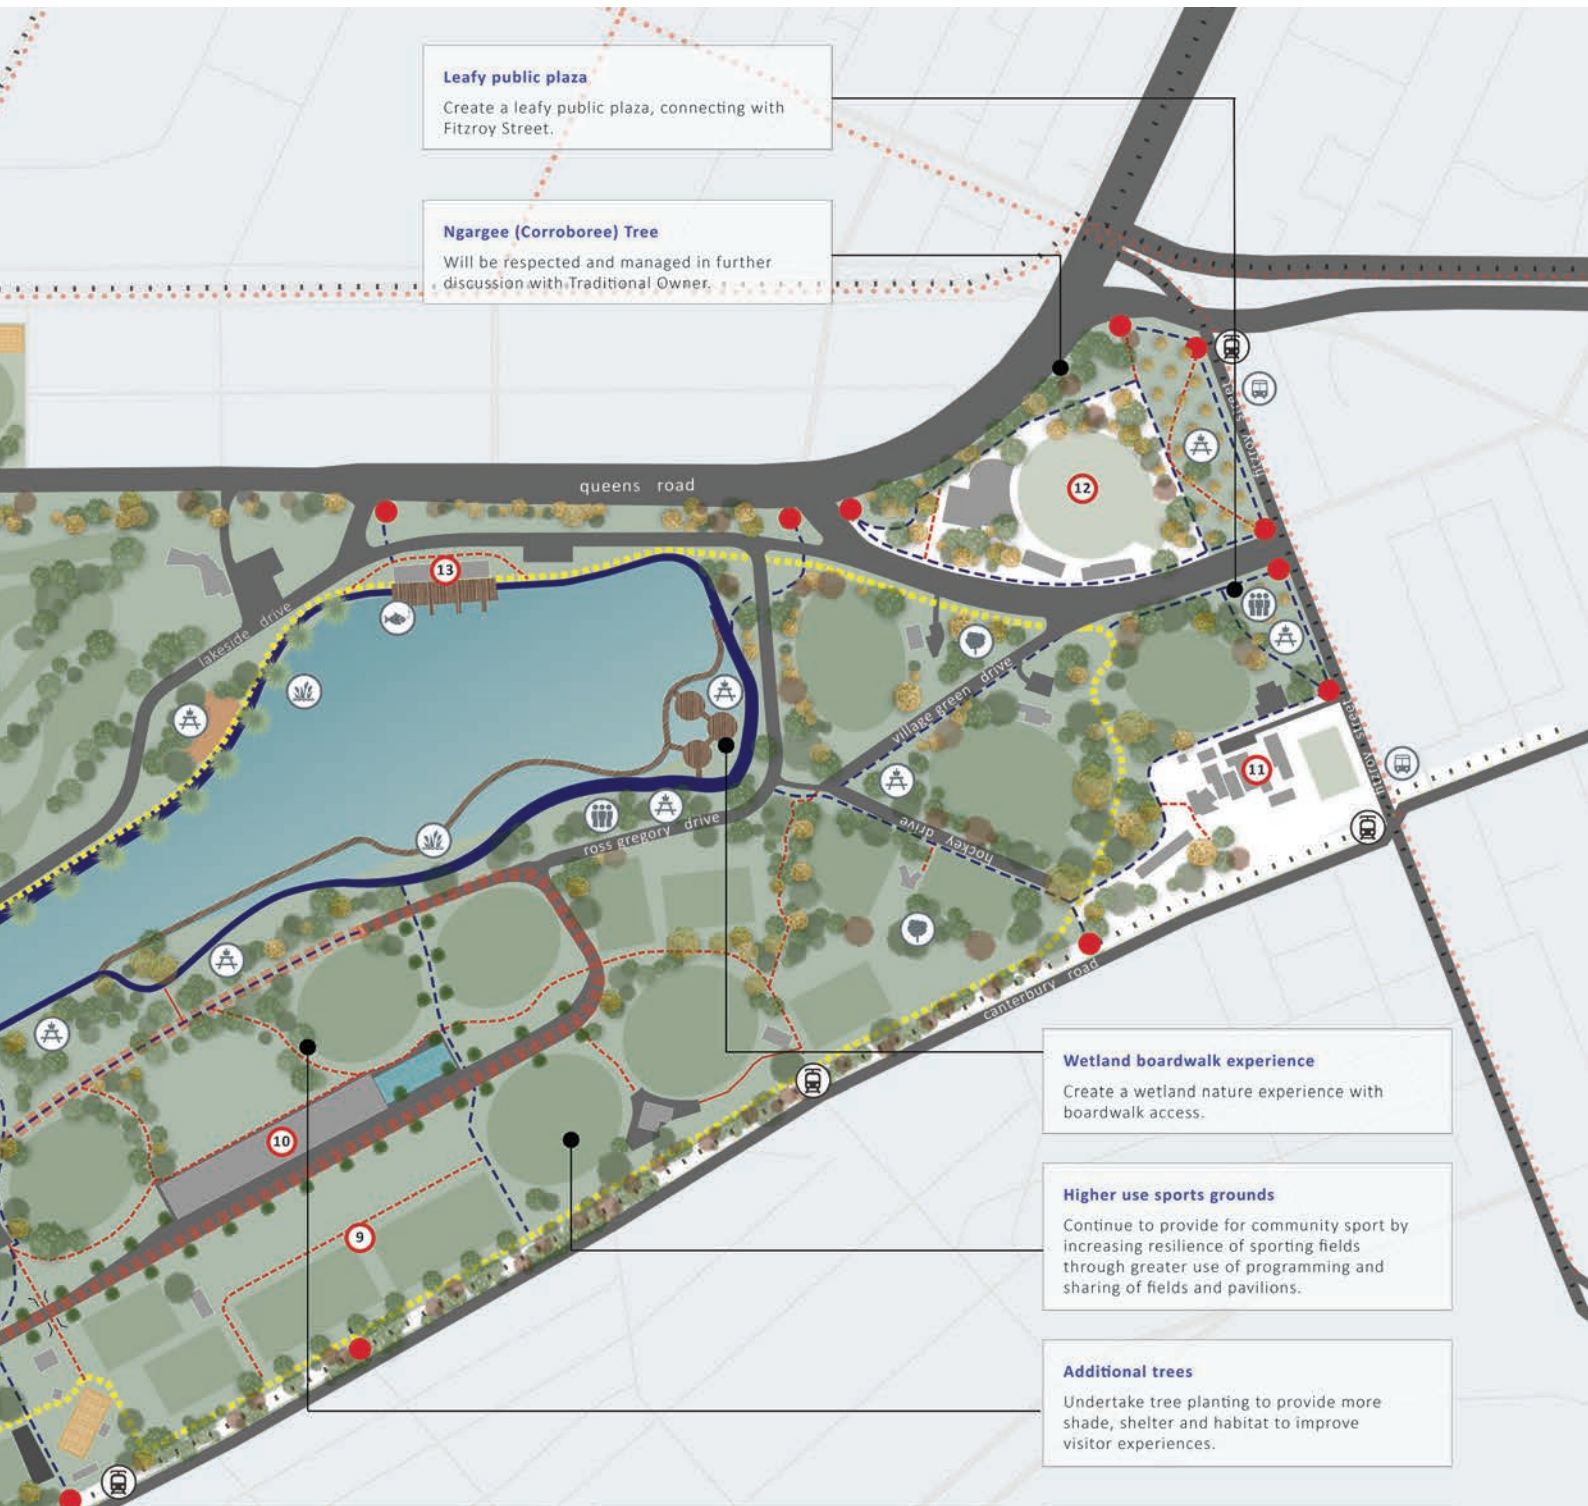 Leafy public plaza
Create a leafy public plaza, connecting with
Fitzroy Street.
Ngargee (Corroboree) Tree
Will be respected and managed in further
discussion with Traditional Owner.
fitzroy street
queens road
12
13
lakeside drive
village green drive
fitzroy street
11
ross gregory drive
hockey drive
canterbury road
10
9
Wetland boardwalk experience
Create a wetland nature experience with
boardwalk access.
Higher use sports grounds
Continue to provide for community sport by
increasing resilience of sporting fields
through greater use of programming and
sharing of fields and pavilions.
Additional trees
Undertake tree planting to provide more
shade, shelter and habitat to improve
visitor experiences.